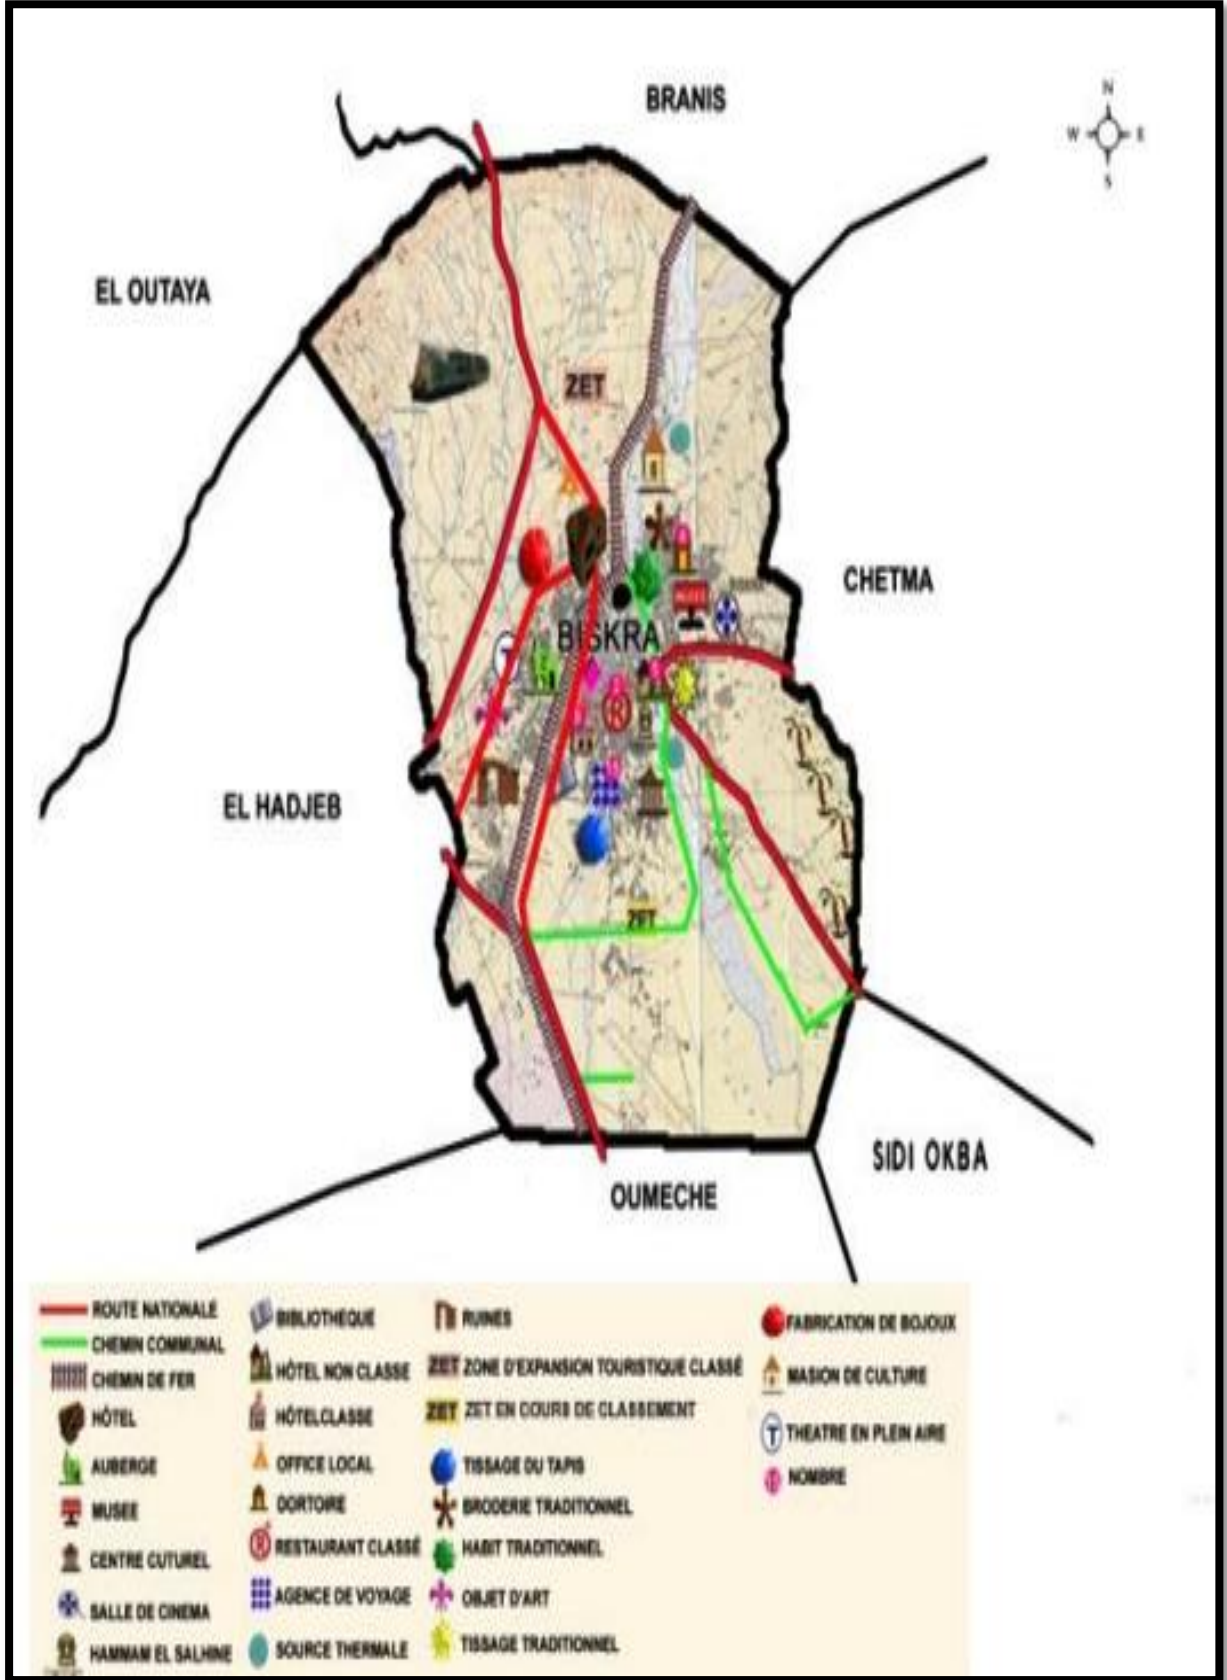 BRANIS
N
W E
S
EL OUTAYA
ZET
CHETMA
BISKRA
T
R
EL HADJEB
ZET
SIDI OKBA
OUMECHE
ROUTE NATIONALE
CHEMIN COMMUNAL
CHEMIN DE FER
HÔTEL
AUBERGE
MUSEE
CENTRE CUTUREL
SALLE DE CINEMA
HAMMAM EL SALHINE
BIBLIOTHEQUE
HÔTEL NON CLASSE
HÔTELCLASSE
OFFICE LOCAL
DORTOIRE
R RESTAURANT CLASSÉ
AGENCE DE VOYAGE
SOURCE THERMALE
RUINES
ZET ZONE D'EXPANSION TOURISTIQUE CLASSÉ
ZET ZET EN COURS DE CLASSEMENT
TISSAGE DU TAPIS
BRODERIE TRADITIONNEL
HABIT TRADITIONNEL
OBJET D'ART
TISSAGE TRADITIONNEL
FABRICATION DE BOJOUX
MASION DE CULTURE
T THEATRE EN PLEIN AIRE
NOMBRE